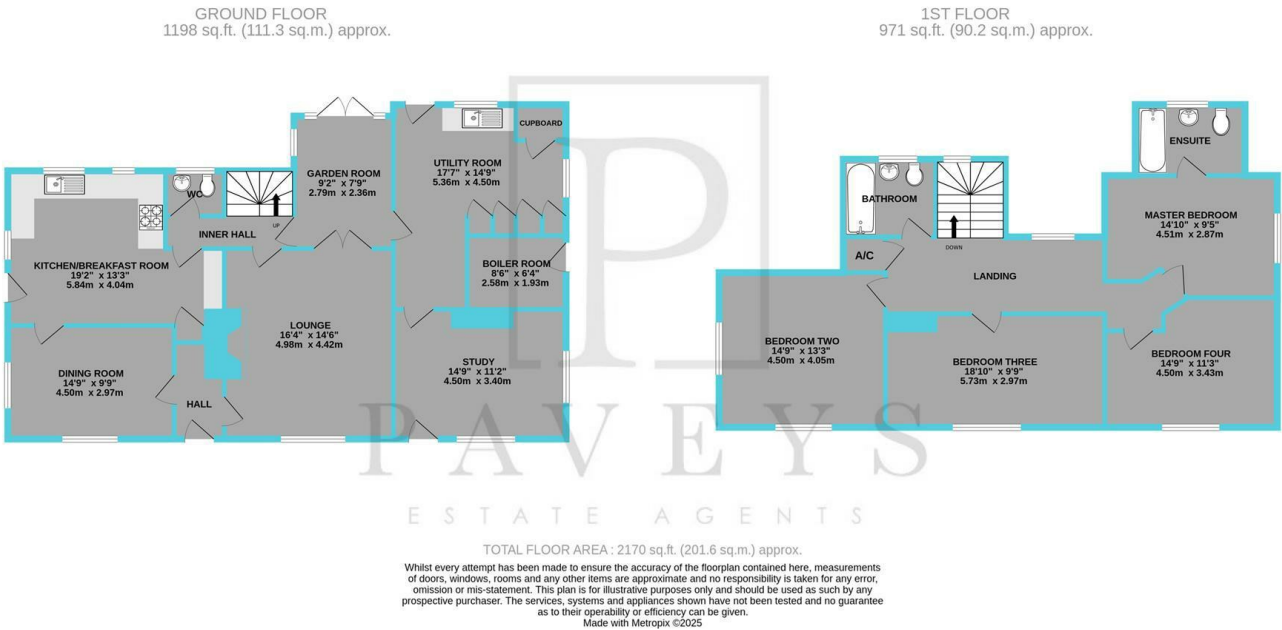 GROUND FLOOR
1198 sq.ft. (111.3 sq.m.) approx.
1ST FLOOR
971 sq.ft. (90.2 sq.m.) approx.
CUPBOARD
UTILITY ROOM
17'7" x 14'9"
5.36m x 4.50m
GARDEN ROOM
9'2" x 7'9"
2.79m x 2.36m
WC
UP
INNER HALL
KITCHEN/BREAKFAST ROOM
19'2" x 13'3"
5.84m x 4.04m
BOILER ROOM
8'6" x 6'4"
2.58m x 1.93m
LOUNGE
16'4" x 14'6"
4.98m x 4.42m
DINING ROOM
14'9" x 9'9"
4.50m x 2.97m
HALL
STUDY
14'9" x 11'2"
4.50m x 3.40m
ENSUITE
BATHROOM
MASTER BEDROOM
14'10" x 9'5"
4.51m x 2.87m
DOWN
A/C
LANDING
BEDROOM TWO
14'9" x 13'3"
4.50m x 4.05m
BEDROOM THREE
18'10" x 9'9"
5.73m x 2.97m
BEDROOM FOUR
14'9" x 11'3"
4.50m x 3.43m
P
PAVEYS
ESTATE AGENTS
TOTAL FLOOR AREA : 2170 sq.ft. (201.6 sq.m.) approx.
Whilst every attempt has been made to ensure the accuracy of the floorplan contained here, measurements
of doors, windows, rooms and any other items are approximate and no responsibility is taken for any error,
omission or mis-statement. This plan is for illustrative purposes only and should be used as such by any
prospective purchaser. The services, systems and appliances shown have not been tested and no guarantee
as to their operability or efficiency can be given.
Made with Metropix ©2025